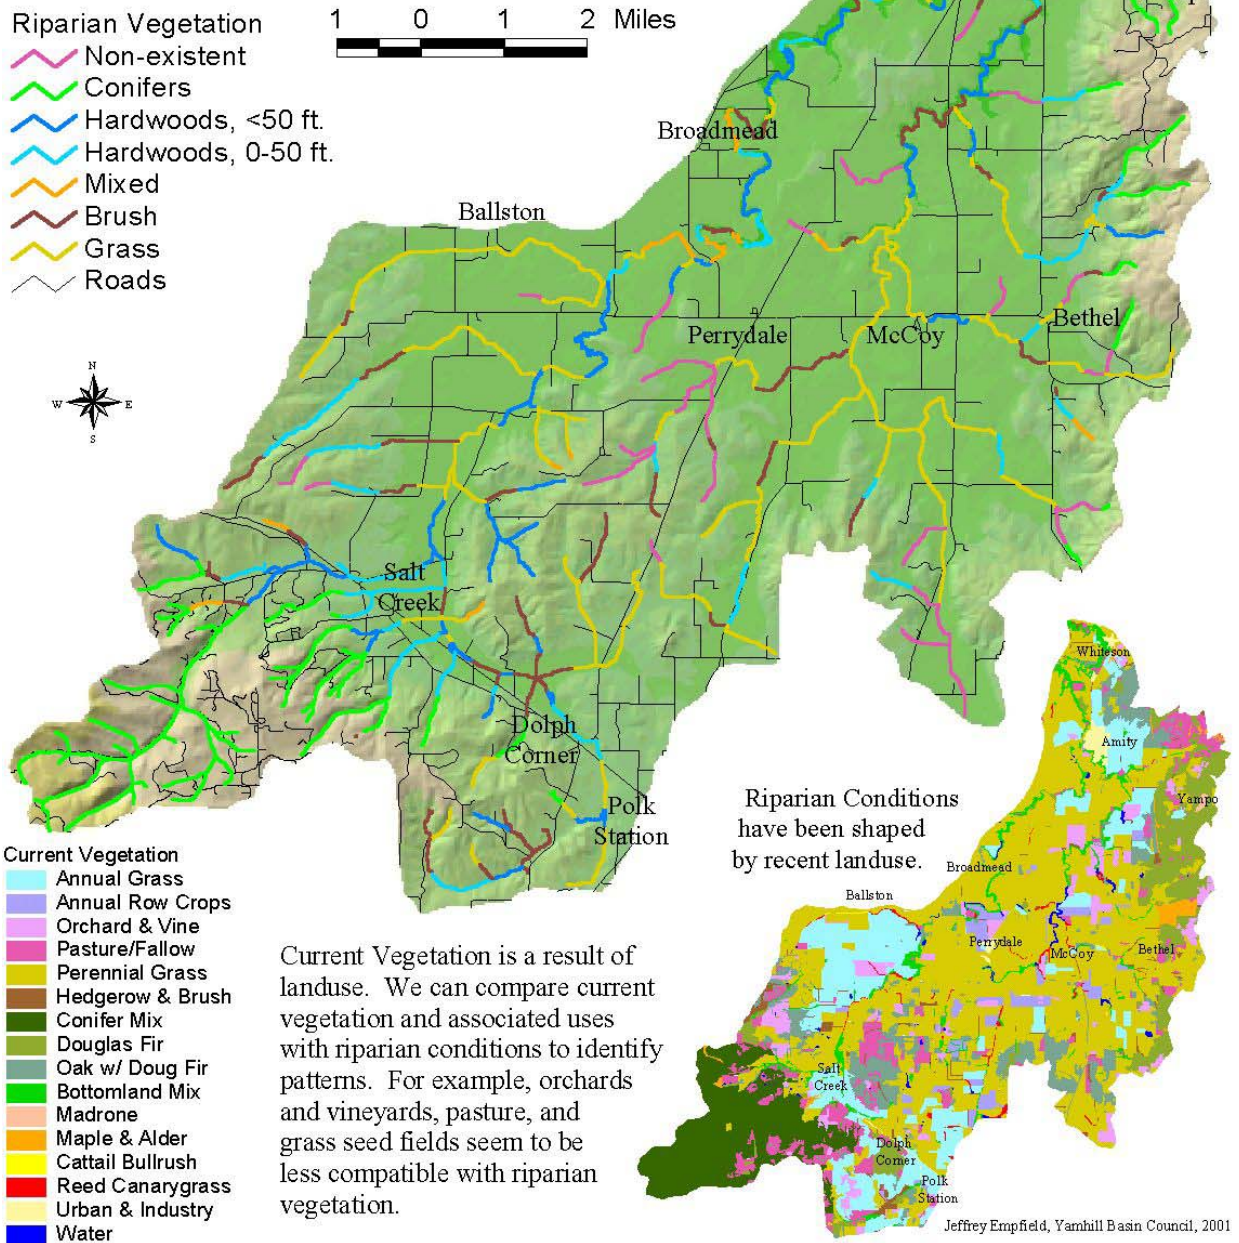 Riparian Vegetation
Non-existent
Conifers
Hardwoods, <50 ft.
Hardwoods, 0-50 ft.
Mixed
Brush
Grass
Roads
1 0 1 2 Miles
N
W E
S
Broadmead
Ballston
Perrydale
McCoy
Bethel
Salt
Creek
Dolph
Corner
Polk
Station
Riparian Conditions
have been shaped
by recent landuse.
Current Vegetation
Annual Grass
Annual Row Crops
Orchard & Vine
Pasture/Fallow
Perennial Grass
Hedgerow & Brush
Conifer Mix
Douglas Fir
Oak w/ Doug Fir
Bottomland Mix
Madrone
Maple & Alder
Cattail Bullrush
Reed Canarygrass
Urban & Industry
Water
Current Vegetation is a result of
landuse.  We can compare current
vegetation and associated uses
with riparian conditions to identify
patterns.  For example, orchards
and vineyards, pasture, and
grass seed fields seem to be
less compatible with riparian
vegetation.
Whiteson
Amity
Yampo
Broadmead
Ballston
Perrydale
McCoy
Bethel
Salt
Creek
Dolph
Corner
Polk
Station
Jeffrey Empfield, Yamhill Basin Council, 2001